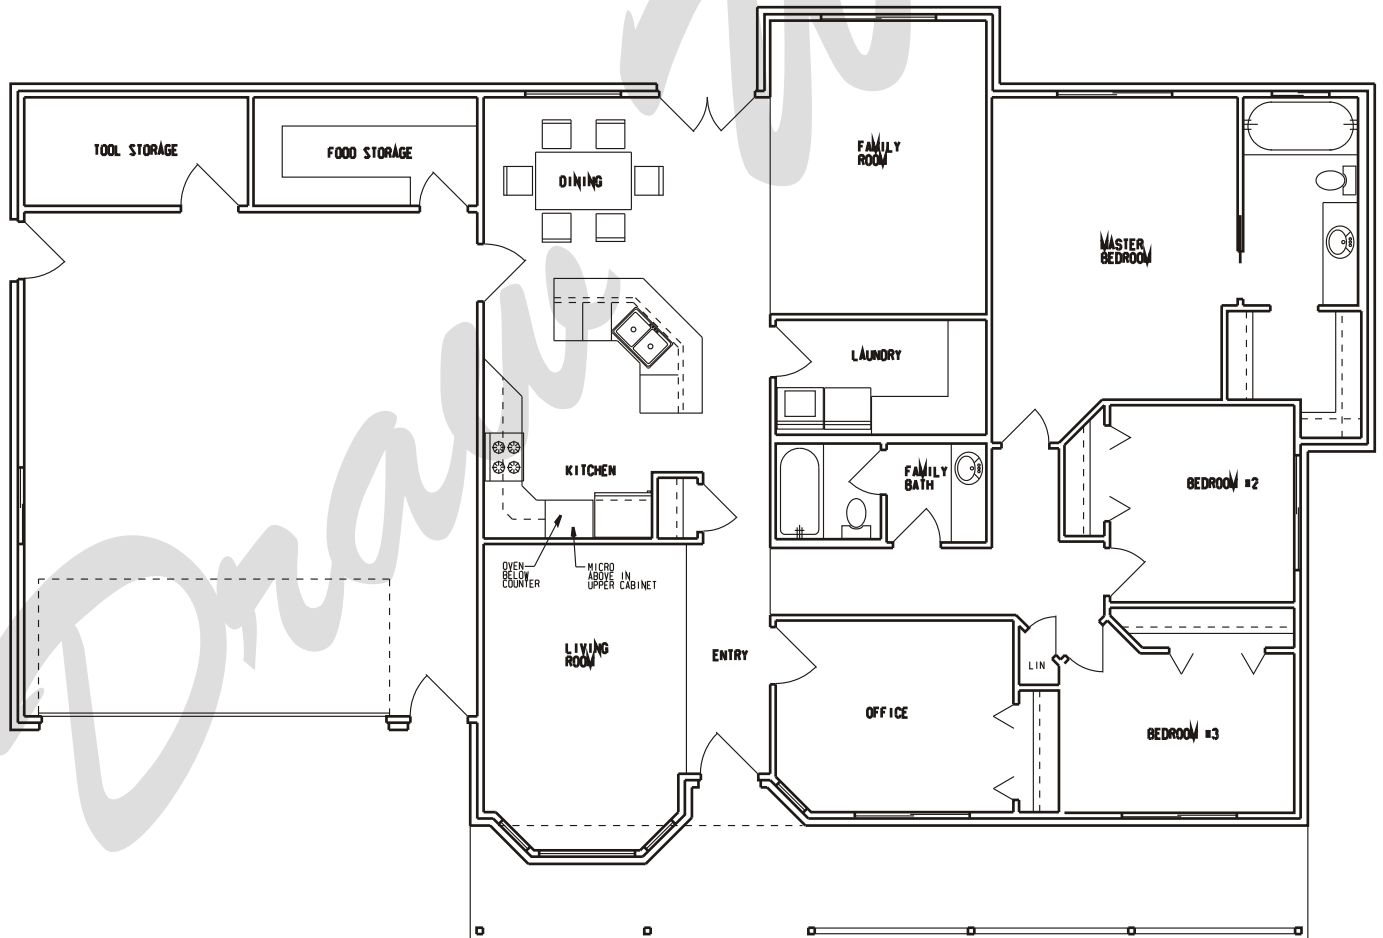 TOOL STORAGE
FOOD STORAGE
DINING
FAMILY
ROOM
MASTER
BEDROOM
LAUNDRY
KITCHEN
FAMILY
BATH
BEDROOM #2
OVEN
BELOW
COUNTER
MICRO
ABOVE IN
UPPER CABINET
LIVING
ROOM
ENTRY
LIN
OFFICE
BEDROOM #3
Draw